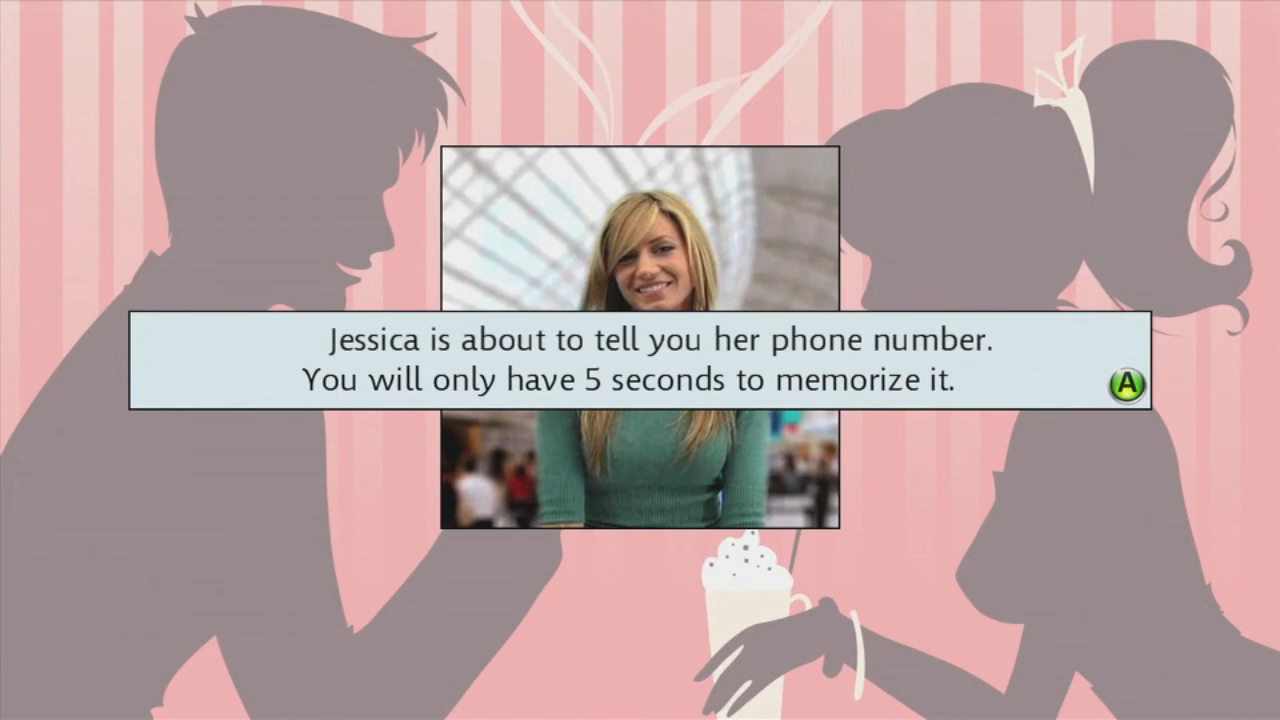 Jessica is about to tell you her phone number.
You will only have 5 seconds to memorize it.
A